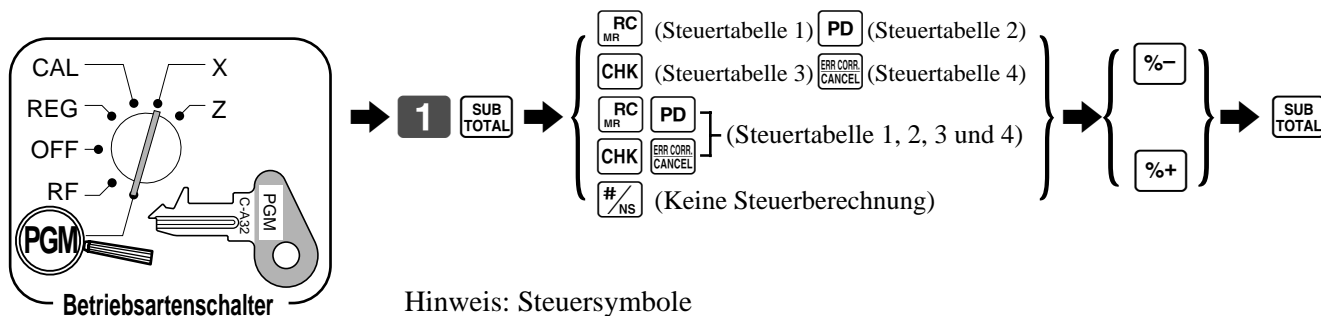 CAL
X
REG
Z
OFF
RF
PGM
PGM
C-A32
Betriebsartenschalter
1 SUB TOTAL
RC MR (Steuertabelle 1) PD (Steuertabelle 2)
CHK (Steuertabelle 3) ERR CORR. CANCEL (Steuertabelle 4)
RC MR PD
CHK ERR CORR. CANCEL
(Steuertabelle 1, 2, 3 und 4)
#/NS (Keine Steuerberechnung)
%−
%+
SUB TOTAL
Hinweis: Steuersymbole